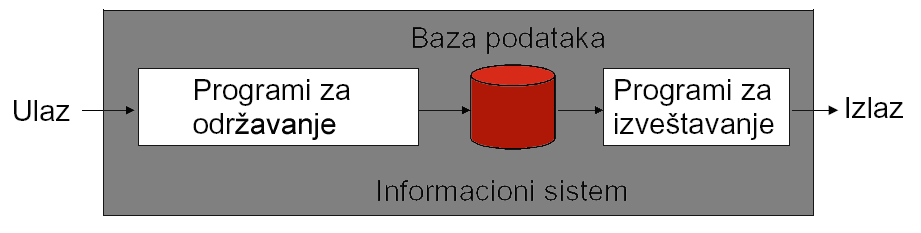 Baza podataka
Ulaz
Programi za
održavanje
Programi za
izveštavanje
Izlaz
Informacioni sistem